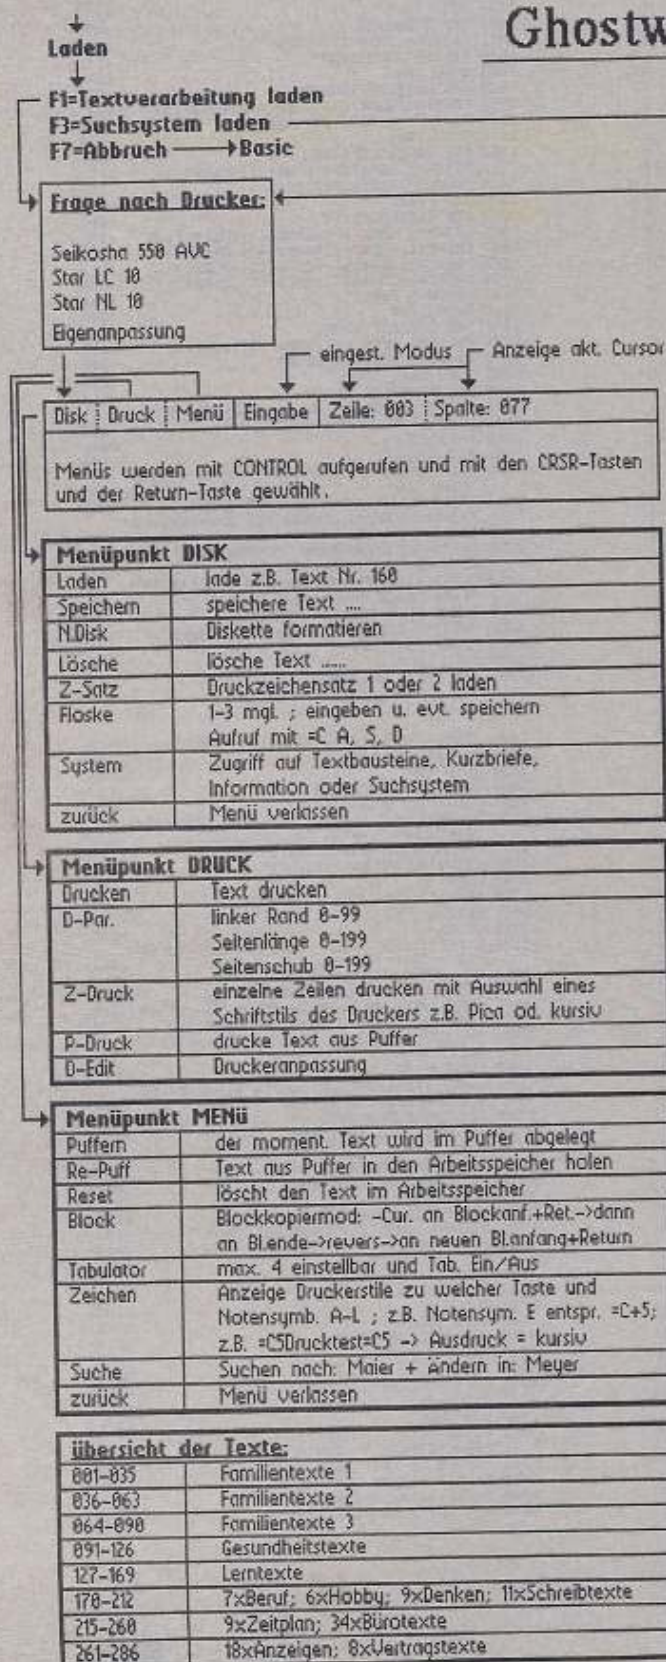 Ghostw
Laden
F1=Textverarbeitung laden
F3=Suchsystem laden
F7=Abbruch → Basic
Frage nach Drucker:
Seikosha 550 AVC
Star LC 10
Star NL 10
Eigenanpassung
eingest. Modus
Anzeige akt. Cursor
Disk Druck Menü Eingabe Zeile: 003 Spalte: 077
Menüs werden mit CONTROL aufgerufen und mit den CRSR-Tasten
und der Return-Taste gewählt.
Menüpunkt DISK
Laden lade z.B. Text Nr. 160
Speichern speichere Text ....
N.Disk Diskette formatieren
Lösche lösche Text ......
Z-Satz Druckzeichensatz 1 oder 2 laden
Floske 1-3 mgl. ; eingeben u. evt. speichern
Aufruf mit =C A, S, D
System Zugriff auf Textbausteine, Kurzbriefe,
Information oder Suchsystem
zurück Menü verlassen
Menüpunkt DRUCK
Drucken Text drucken
D-Par. linker Rand 0-99
Seitenlänge 0-199
Seitenschub 0-199
Z-Druck einzelne Zeilen drucken mit Auswahl eines
Schriftstils des Druckers z.B. Pica od. kursiv
P-Druck drucke Text aus Puffer
D-Edit Druckeranpassung
Menüpunkt MENü
Puffern der moment. Text wird im Puffer abgelegt
Re-Puff Text aus Puffer in den Arbeitsspeicher holen
Reset löscht den Text im Arbeitsspeicher
Block Blockkopiermod: -Cur. an Blockanf.+Ret.->dann
an Bl.ende->revers->an neuen Bl.anfang+Return
Tabulator max. 4 einstellbar und Tab. Ein/Aus
Zeichen Anzeige Druckerstile zu welcher Taste und
Notensymb. A-L ; z.B. Notensym. E entspr. =C+5;
z.B. =C5Drucktest=C5 -> Ausdruck = kursiv
Suche Suchen nach: Maier + ändern in: Meyer
zurück Menü verlassen
übersicht der Texte:
001-035 Familientexte 1
036-063 Familientexte 2
064-090 Familientexte 3
091-126 Gesundheitstexte
127-169 Lerntexte
170-212 7xBeruf; 6xHobby; 9xDenken; 11xSchreibtexte
215-260 9xZeitplan; 34xBürotexte
261-286 18xAnzeigen; 8xVertragstexte